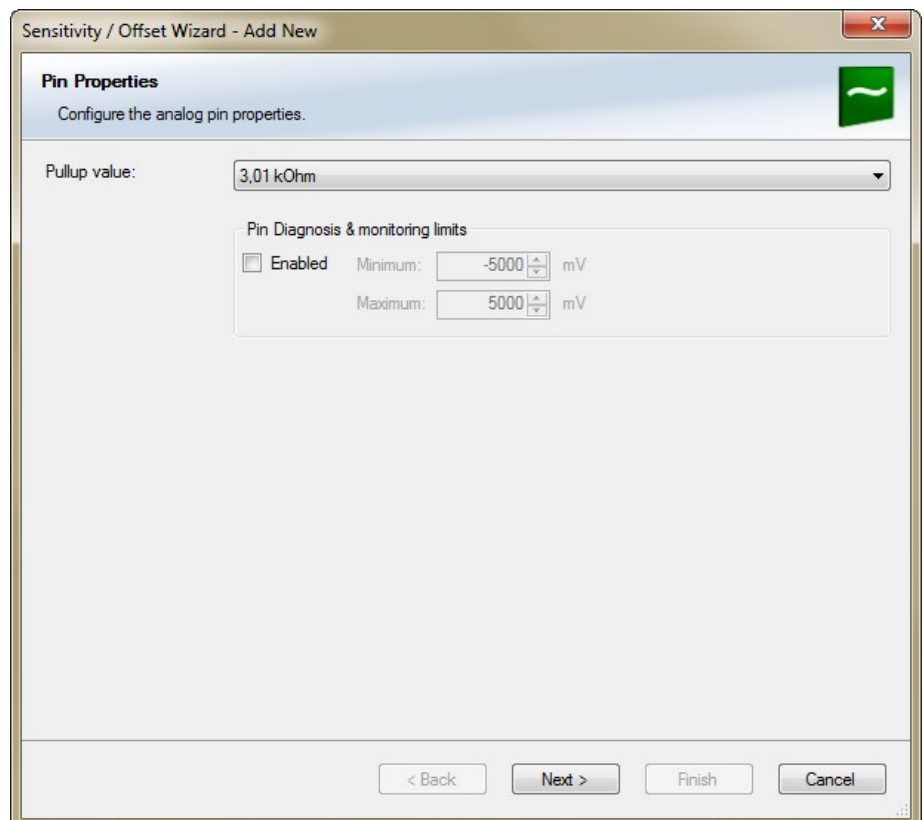 Sensitivity / Offset Wizard - Add New
Pin Properties
Configure the analog pin properties.
Pullup value: 3,01 kOhm
Pin Diagnosis & monitoring limits
Enabled Minimum: -5000 mV
Maximum: 5000 mV
< Back Next > Finish Cancel